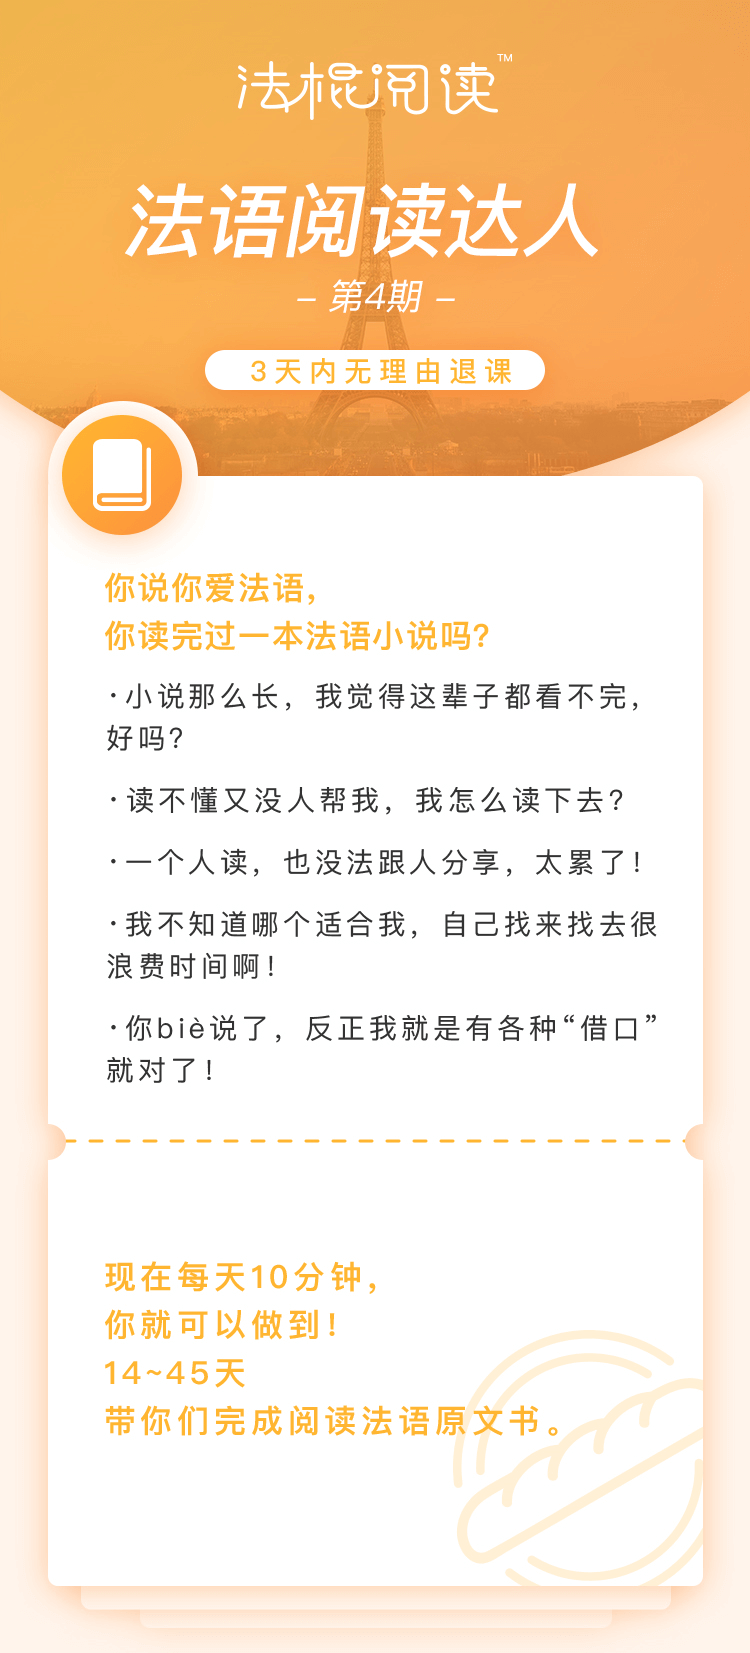 法棍阅读™
法语阅读达人
– 第4期 –
3天内无理由退课
你说你爱法语，
你读完过一本法语小说吗？
·小说那么长，我觉得这辈子都看不完，
好吗？
·读不懂又没人帮我，我怎么读下去？
·一个人读，也没法跟人分享，太累了！
·我不知道哪个适合我，自己找来找去很
浪费时间啊！
·你biè说了，反正我就是有各种“借口”
就对了！
现在每天10分钟，
你就可以做到！
14~45天
带你们完成阅读法语原文书。